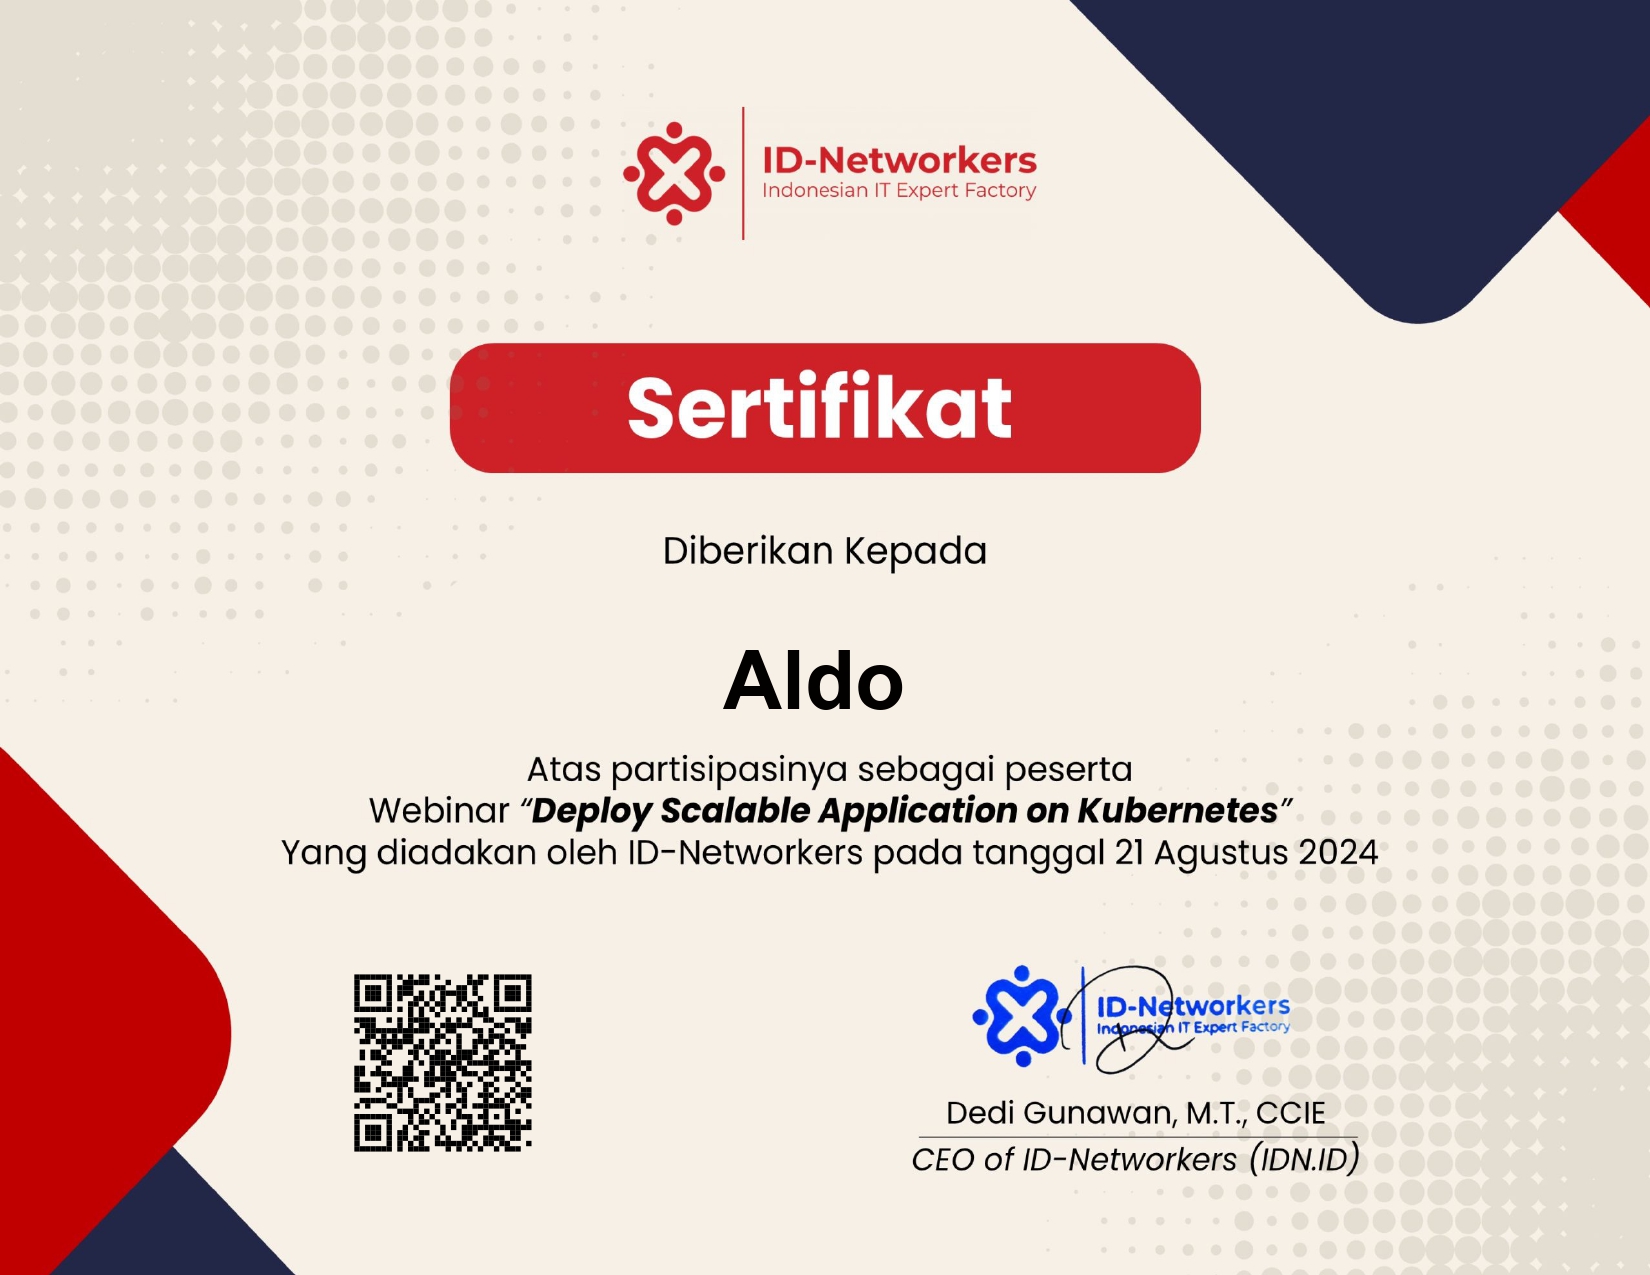 ID-Networkers
Indonesian IT Expert Factory
Sertifikat
Diberikan Kepada
Aldo
Atas partisipasinya sebagai peserta
Webinar “Deploy Scalable Application on Kubernetes”
Yang diadakan oleh ID-Networkers pada tanggal 21 Agustus 2024
ID-Networkers
Indonesian IT Expert Factory
Dedi Gunawan, M.T., CCIE
CEO of ID-Networkers (IDN.ID)